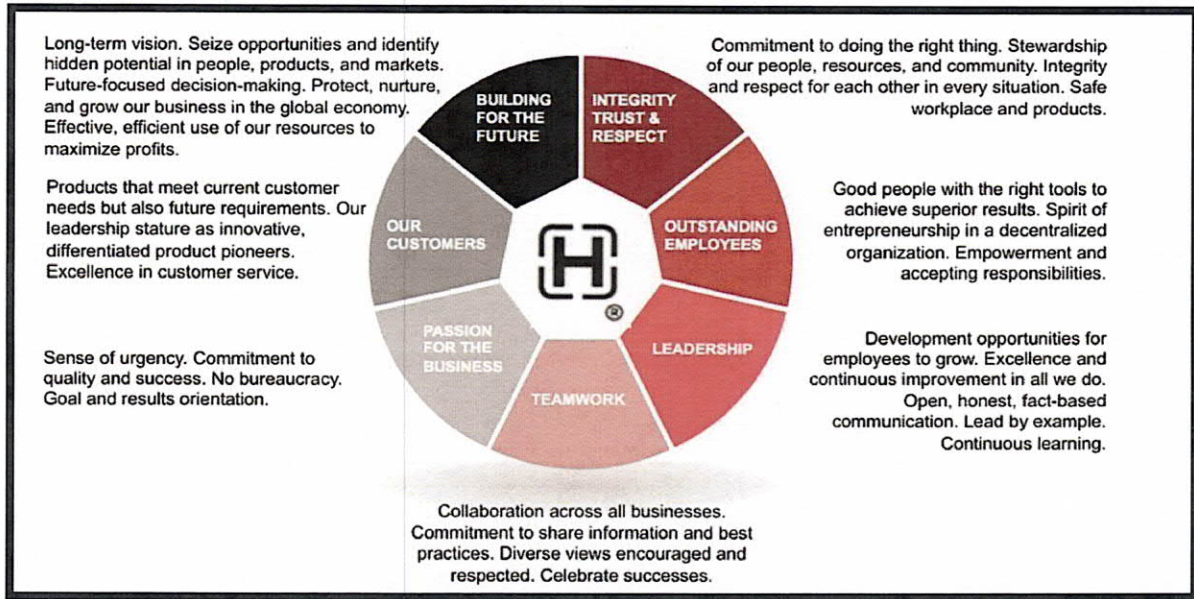 Long-term vision. Seize opportunities and identify
hidden potential in people, products, and markets.
Future-focused decision-making. Protect, nurture,
and grow our business in the global economy.
Effective, efficient use of our resources to
maximize profits.
BUILDING
FOR THE
FUTURE
INTEGRITY
TRUST &
RESPECT
Commitment to doing the right thing. Stewardship
of our people, resources, and community. Integrity
and respect for each other in every situation. Safe
workplace and products.
Products that meet current customer
needs but also future requirements. Our
leadership stature as innovative,
differentiated product pioneers.
Excellence in customer service.
OUR
CUSTOMERS
H
®
OUTSTANDING
EMPLOYEES
Good people with the right tools to
achieve superior results. Spirit of
entrepreneurship in a decentralized
organization. Empowerment and
accepting responsibilities.
Sense of urgency. Commitment to
quality and success. No bureaucracy.
Goal and results orientation.
PASSION
FOR THE
BUSINESS
TEAMWORK
LEADERSHIP
Development opportunities for
employees to grow. Excellence and
continuous improvement in all we do.
Open, honest, fact-based
communication. Lead by example.
Continuous learning.
Collaboration across all businesses.
Commitment to share information and best
practices. Diverse views encouraged and
respected. Celebrate successes.